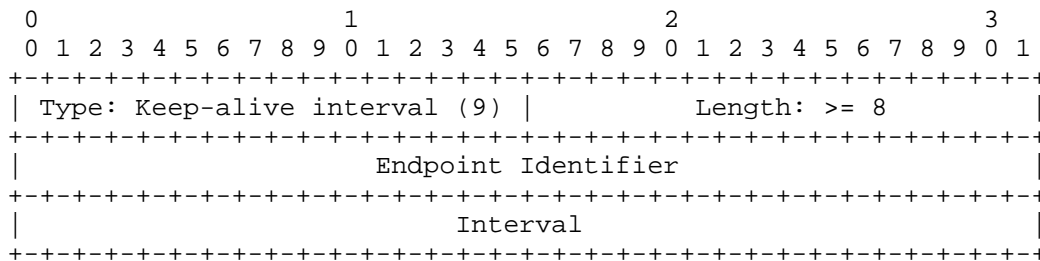 0                   1                   2                   3
0 1 2 3 4 5 6 7 8 9 0 1 2 3 4 5 6 7 8 9 0 1 2 3 4 5 6 7 8 9 0 1
+-+-+-+-+-+-+-+-+-+-+-+-+-+-+-+-+-+-+-+-+-+-+-+-+-+-+-+-+-+-+-+-+
| Type: Keep-alive interval (9) |          Length: >= 8         |
+-+-+-+-+-+-+-+-+-+-+-+-+-+-+-+-+-+-+-+-+-+-+-+-+-+-+-+-+-+-+-+-+
|                      Endpoint Identifier                      |
+-+-+-+-+-+-+-+-+-+-+-+-+-+-+-+-+-+-+-+-+-+-+-+-+-+-+-+-+-+-+-+-+
|                           Interval                            |
+-+-+-+-+-+-+-+-+-+-+-+-+-+-+-+-+-+-+-+-+-+-+-+-+-+-+-+-+-+-+-+-+